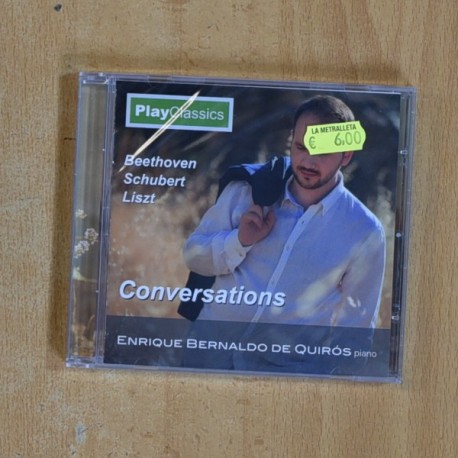 PlayClassics
LA METRALLETA
€ 6,00
Beethoven
Schubert
Liszt
Conversations
ENRIQUE BERNALDO DE QUIRÓS piano